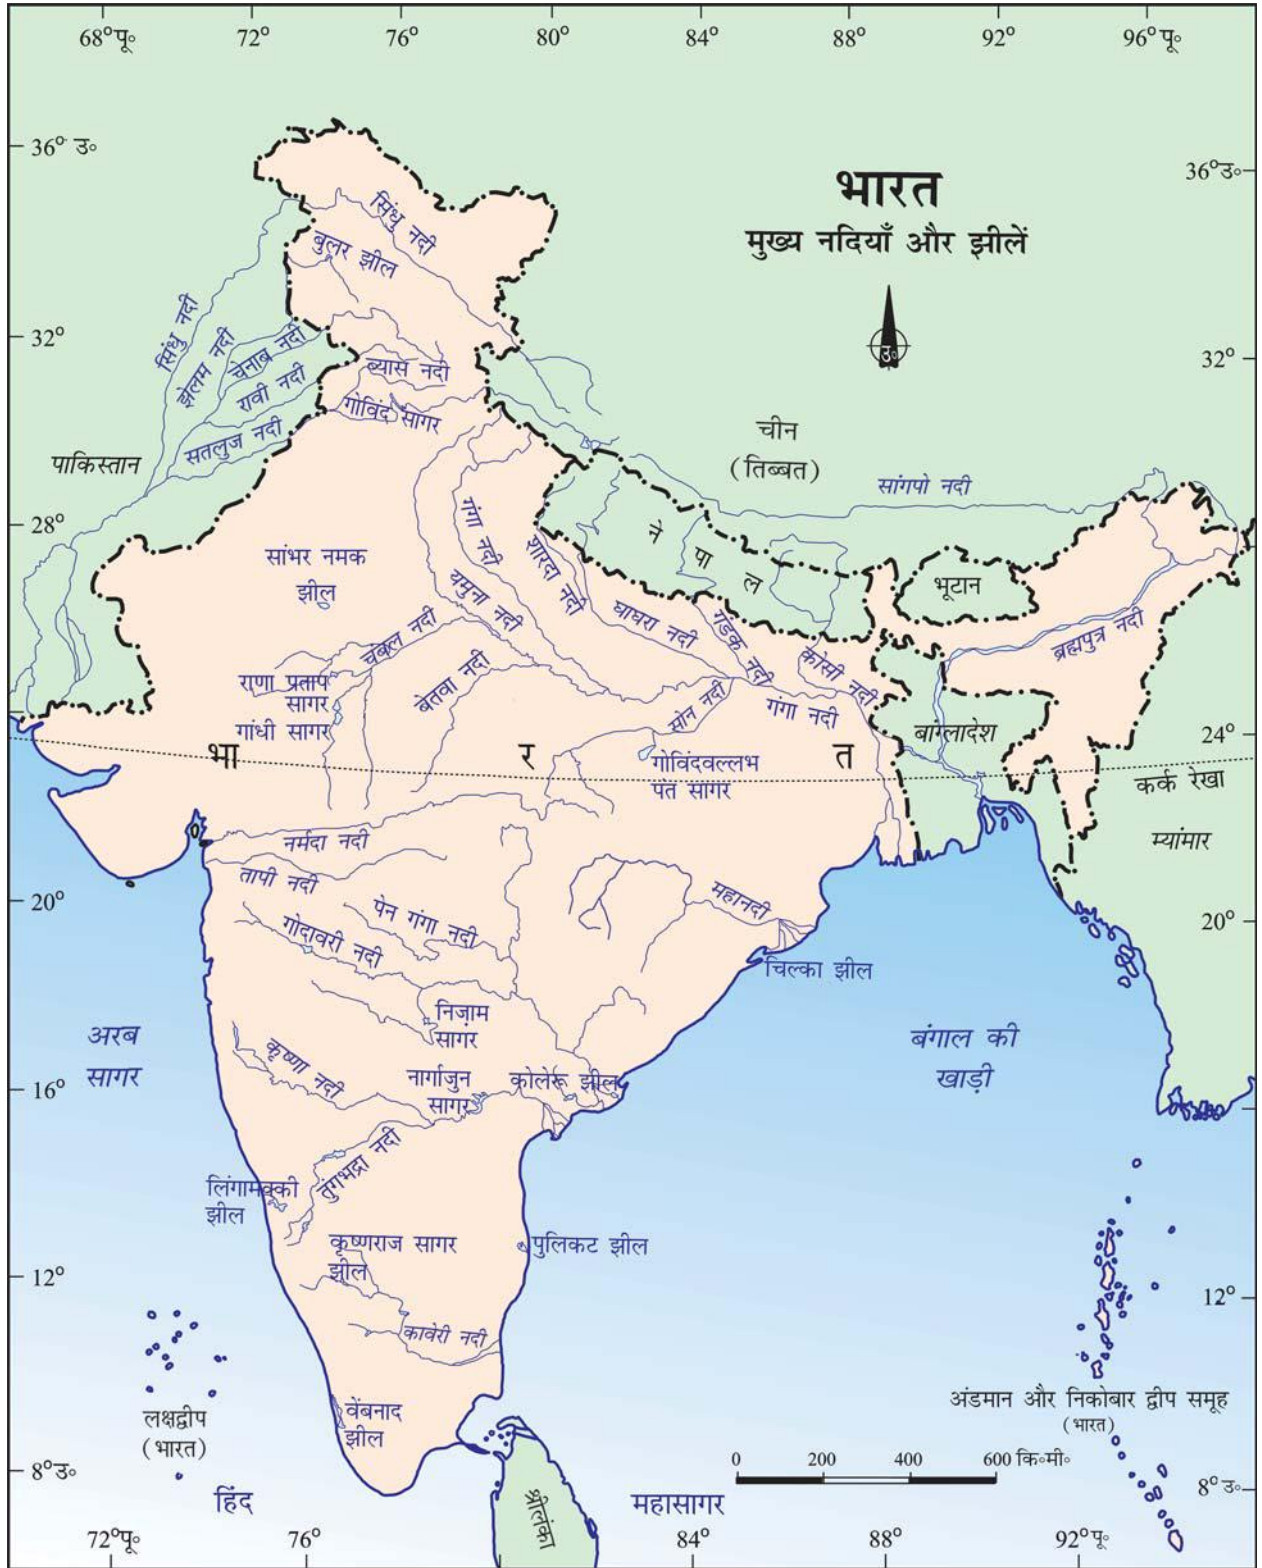 68°पू॰ 72° 76° 80° 84° 88° 92° 96°पू॰
36° उ॰
36°उ॰
भारत
मुख्य नदियाँ और झीलें
उ॰
सिंधु नदी
बुलर झील
32°
32°
सिंधु नदी
झेलम नदी
चेनाब नदी
रावी नदी
सतलुज नदी
ब्यास नदी
गोविंद सागर
पाकिस्तान
चीन
(तिब्बत)
सांगपो नदी
28°
28°
गंगा नदी
शारदा नदी
नेपाल
भूटान
सांभर नमक
झील
यमुना नदी
घाघरा नदी
गंडक नदी
कोसी नदी
ब्रह्मपुत्र नदी
चंबल नदी
बेतवा नदी
सोन नदी
गंगा नदी
राणा प्रताप
सागर
गांधी सागर
बांग्लादेश
24°
भा र त
गोविंदवल्लभ
पंत सागर
कर्क रेखा
म्यांमार
नर्मदा नदी
तापी नदी
20°
20°
पेन गंगा नदी
गोदावरी नदी
महानदी
चिल्का झील
निजाम
सागर
अरब
सागर
बंगाल की
खाड़ी
कृष्णा नदी
नार्गाजुन
सागर
कोलेरू झील
16°
तुंगभद्रा नदी
लिंगामक्की
झील
कृष्णराज सागर
झील
पुलिकट झील
12°
12°
कावेरी नदी
लक्षद्वीप
(भारत)
वेंबनाद
झील
अंडमान और निकोबार द्वीप समूह
(भारत)
0 200 400 600 कि॰मी॰
8°उ॰
8°उ॰
हिंद
महासागर
श्रीलंका
72°पू॰ 76° 84° 88° 92°पू॰